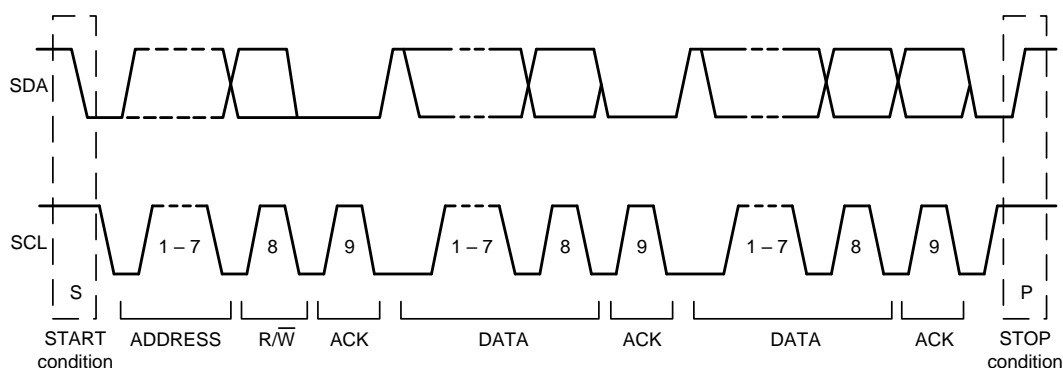 SDA
SCL
1 – 7
8
9
1 – 7
8
9
1 – 7
8
9
S
P
START
condition
ADDRESS
R/W̅
ACK
DATA
ACK
DATA
ACK
STOP
condition